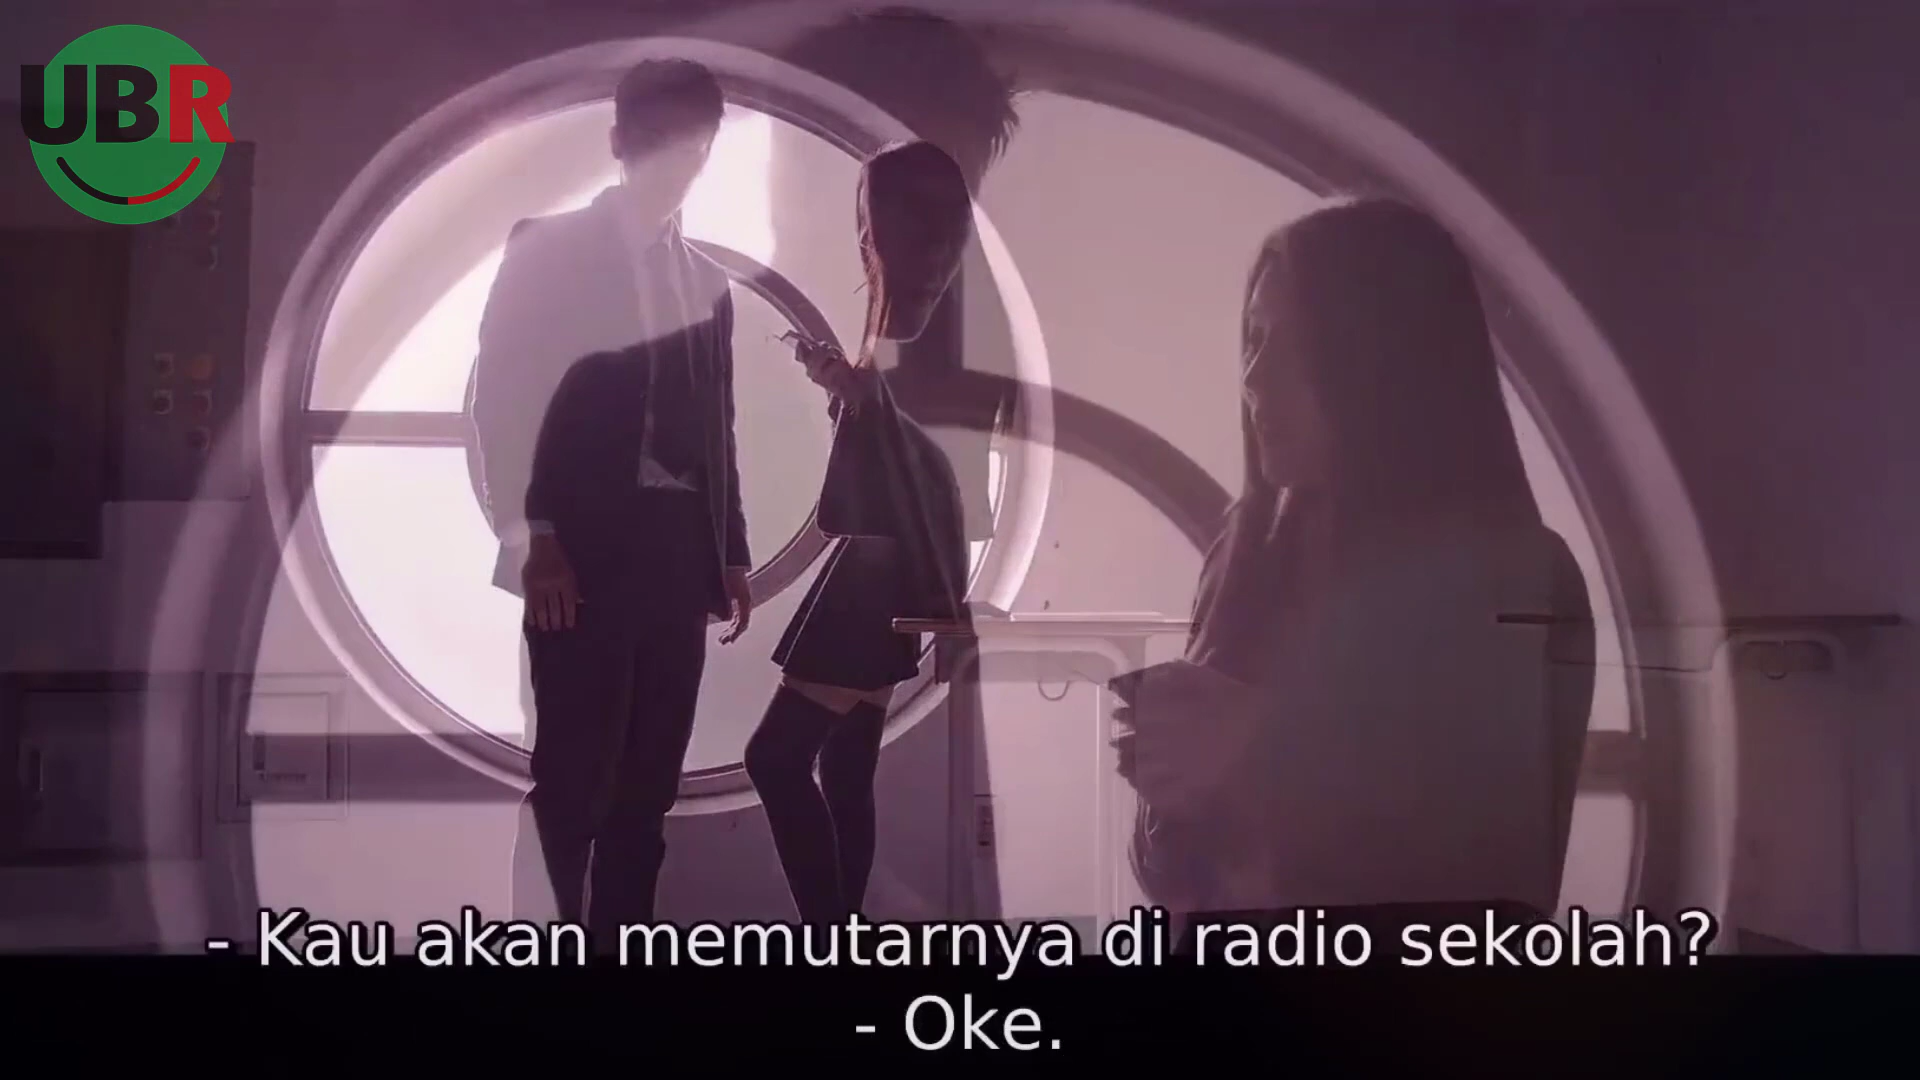 UBR
- Kau akan memutarnya di radio sekolah?
- Oke.